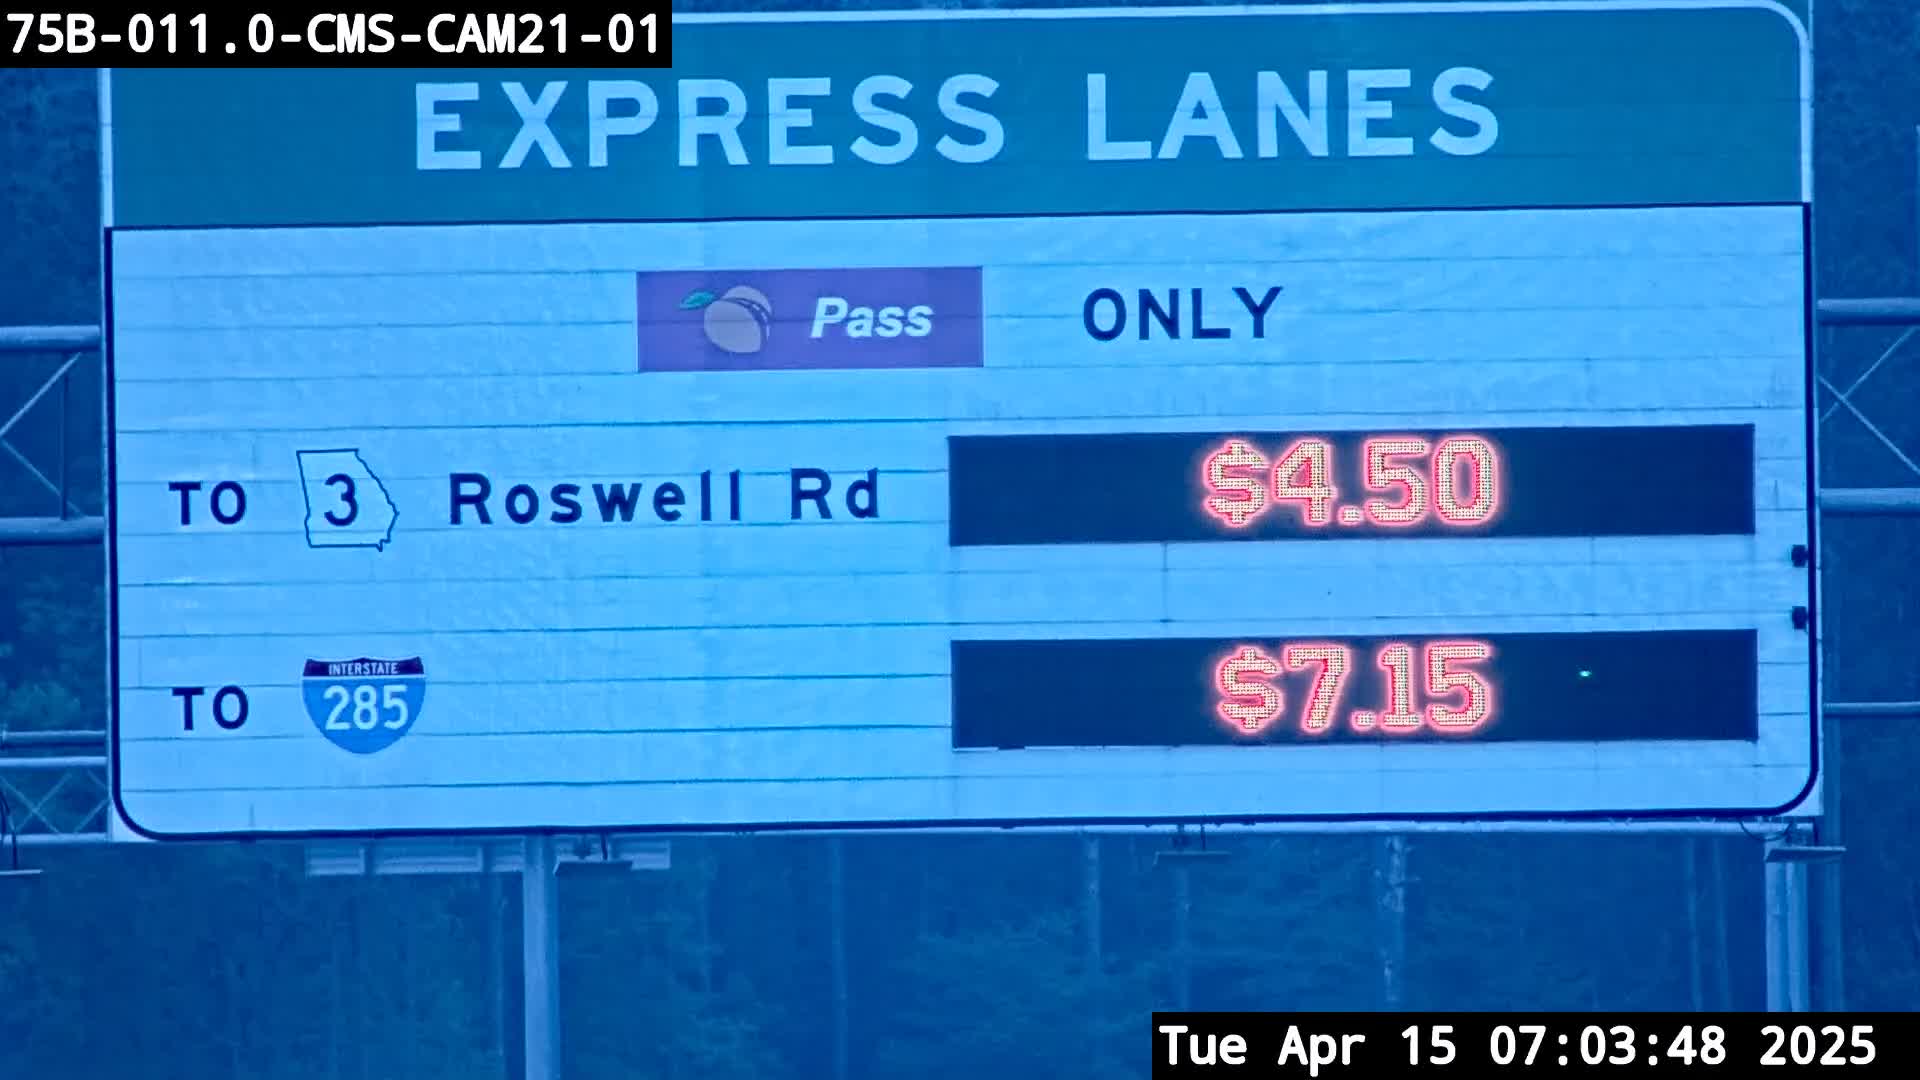 75B-011.0-CMS-CAM21-01
EXPRESS LANES
Pass ONLY
TO 3 Roswell Rd $4.50
INTERSTATE
TO 285 $7.15
Tue Apr 15 07:03:48 2025